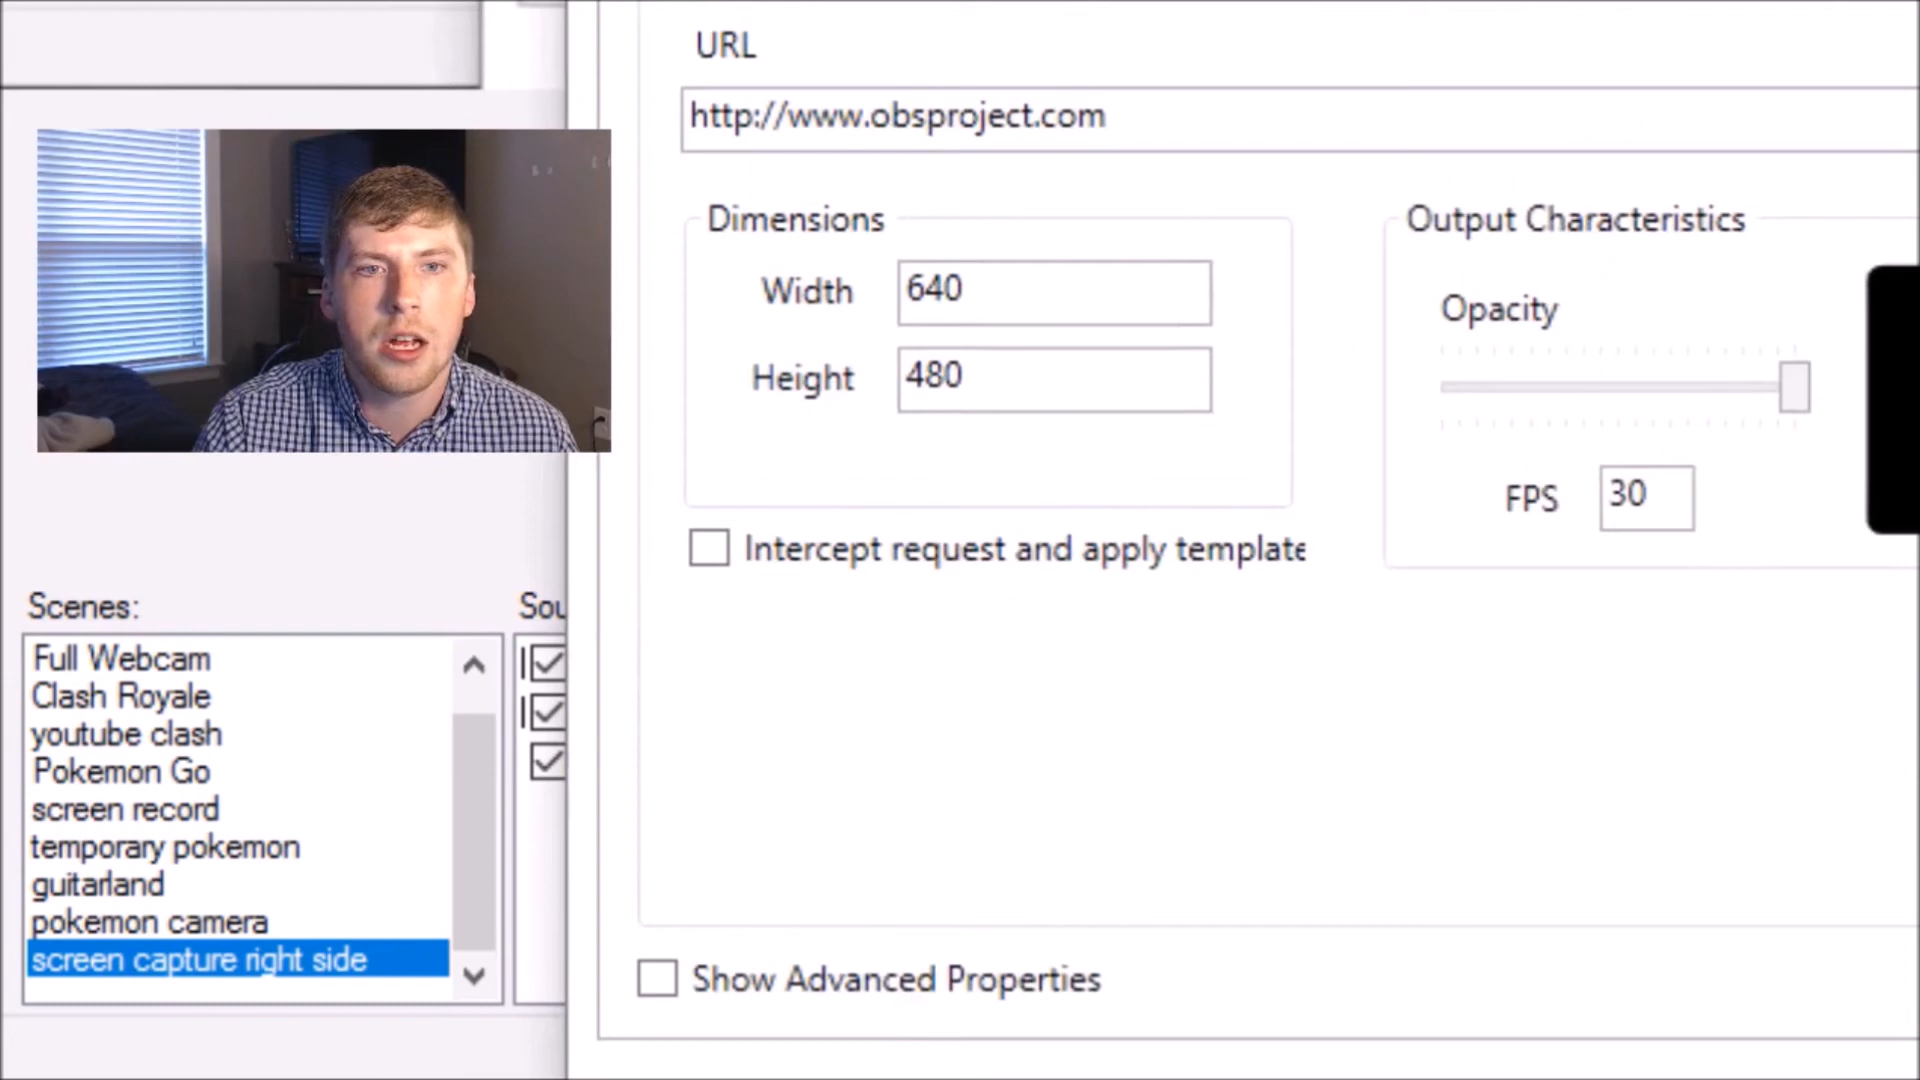 URL
http://www.obsproject.com
Dimensions
Width 640
Height 480
Output Characteristics
Opacity
FPS 30
Intercept request and apply template
Show Advanced Properties
Scenes:
Full Webcam
Clash Royale
youtube clash
Pokemon Go
screen record
temporary pokemon
guitarland
pokemon camera
screen capture right side
Sou